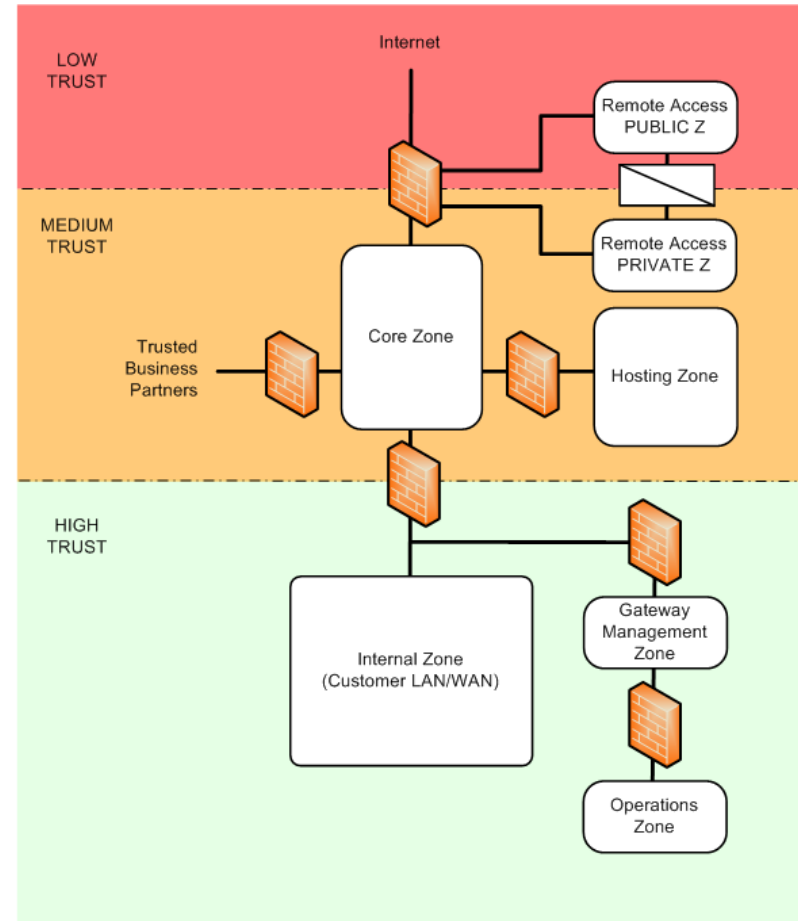 LOW
TRUST
Internet
Remote Access
PUBLIC Z
MEDIUM
TRUST
Remote Access
PRIVATE Z
Core Zone
Trusted
Business
Partners
Hosting Zone
HIGH
TRUST
Gateway
Management
Zone
Internal Zone
(Customer LAN/WAN)
Operations
Zone